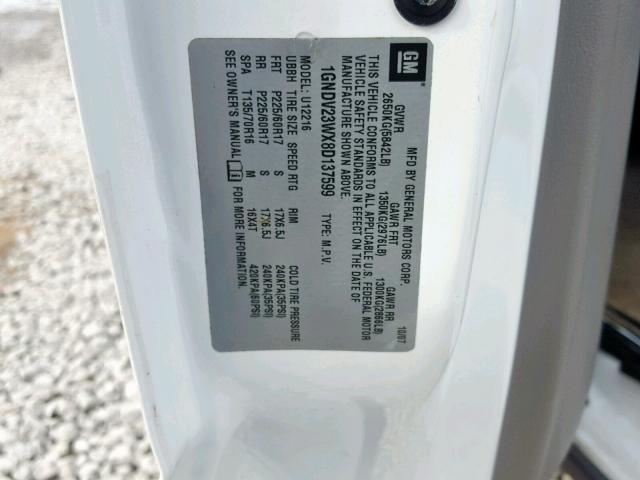 GM
MFD BY GENERAL MOTORS CORP. 10/07
GVWR GAWR FRT GAWR RR
2650KG(5842LB) 1350KG(2976LB) 1300KG(2866LB)
THIS VEHICLE CONFORMS TO ALL APPLICABLE U.S. FEDERAL MOTOR
VEHICLE SAFETY STANDARDS IN EFFECT ON THE DATE OF
MANUFACTURE SHOWN ABOVE.
1GNDV23WX8D137599 TYPE: M.P.V.
MODEL: U12216
UBBH TIRE SIZE SPEED RTG RIM COLD TIRE PRESSURE
FRT P225/60R17 S 17X6.5J 240KPA(35PSI)
RR P225/60R17 S 17X6.5J 240KPA(35PSI)
SPA T135/70R16 M 16X4T 420KPA(60PSI)
SEE OWNER'S MANUAL FOR MORE INFORMATION.